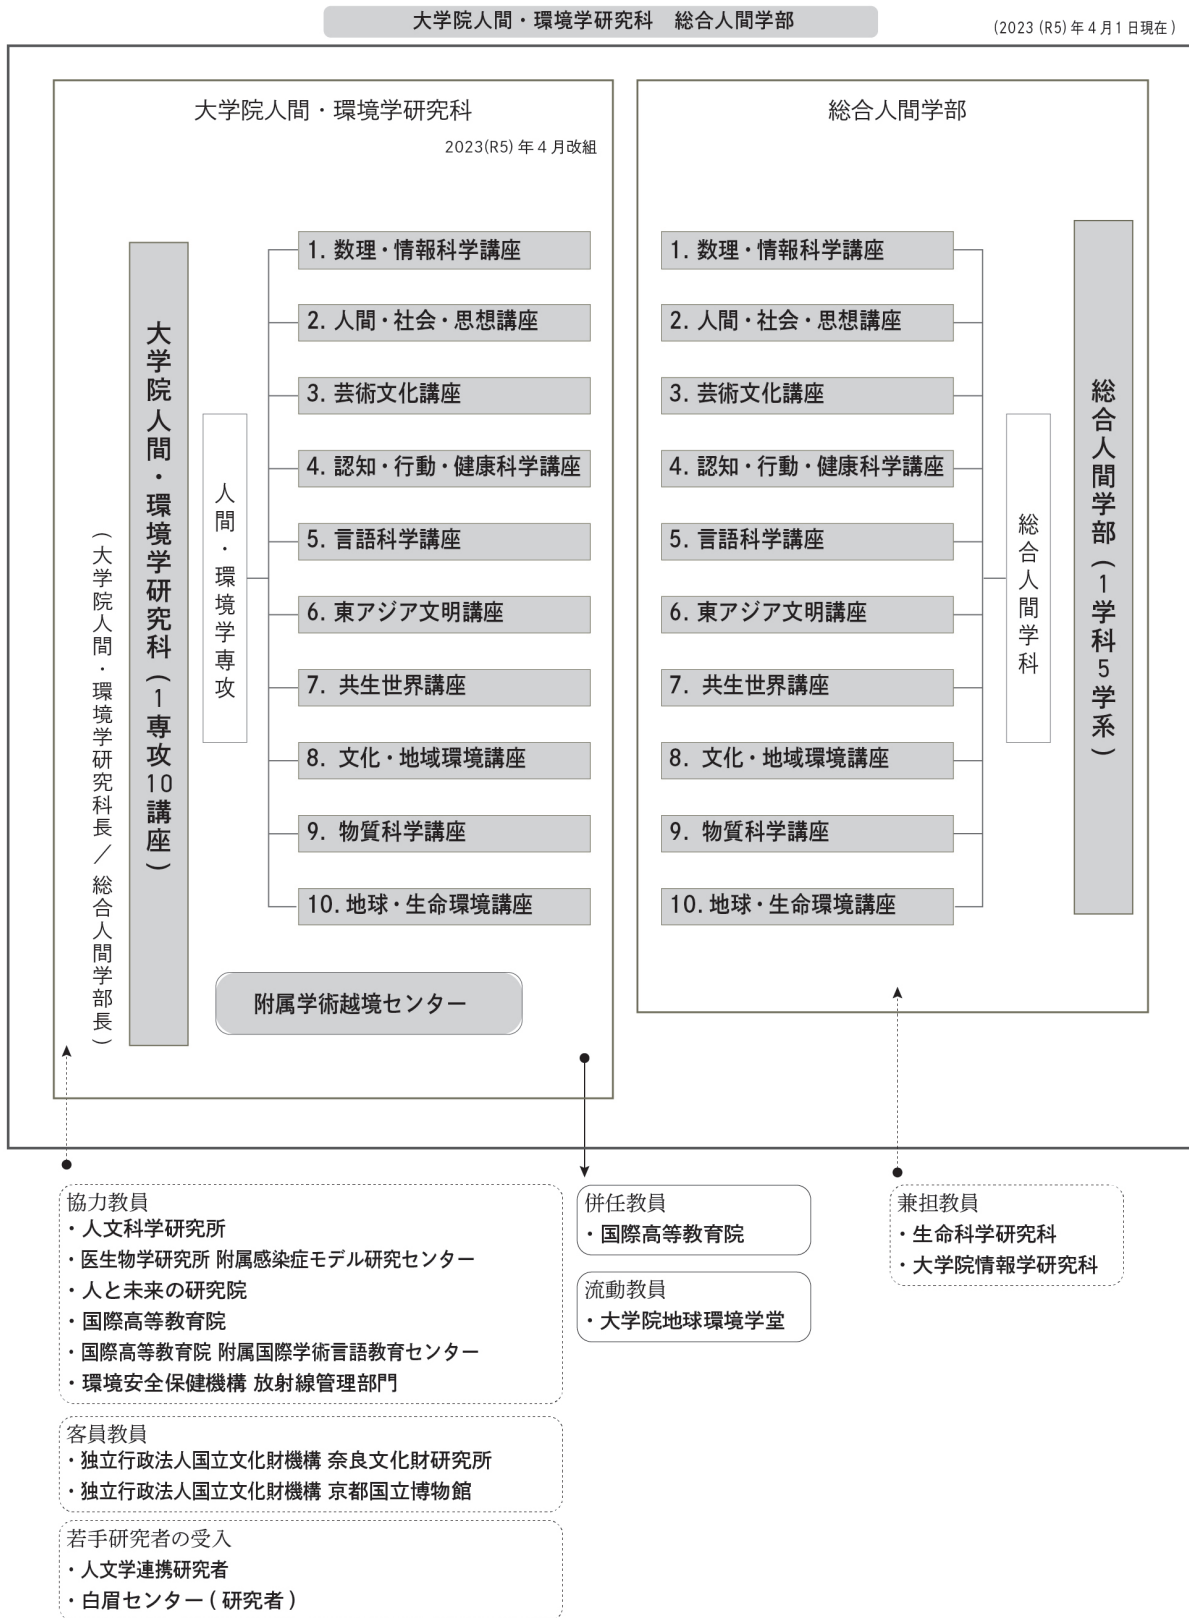 大学院人間・環境学研究科　総合人間学部
(2023 (R5) 年 4 月 1 日現在 )
大学院人間・環境学研究科
2023(R5) 年 4 月改組
(大学院人間・環境学研究科長／総合人間学部長)
大学院人間・環境学研究科(1専攻10講座)
人間・環境学専攻
1. 数理・情報科学講座
2. 人間・社会・思想講座
3. 芸術文化講座
4. 認知・行動・健康科学講座
5. 言語科学講座
6. 東アジア文明講座
7. 共生世界講座
8. 文化・地域環境講座
9. 物質科学講座
10. 地球・生命環境講座
附属学術越境センター
総合人間学部
1. 数理・情報科学講座
2. 人間・社会・思想講座
3. 芸術文化講座
4. 認知・行動・健康科学講座
5. 言語科学講座
6. 東アジア文明講座
7. 共生世界講座
8. 文化・地域環境講座
9. 物質科学講座
10. 地球・生命環境講座
総合人間学科
総合人間学部(1学科5学系)
協力教員
・人文科学研究所
・医生物学研究所 附属感染症モデル研究センター
・人と未来の研究院
・国際高等教育院
・国際高等教育院 附属国際学術言語教育センター
・環境安全保健機構 放射線管理部門
客員教員
・独立行政法人国立文化財機構 奈良文化財研究所
・独立行政法人国立文化財機構 京都国立博物館
若手研究者の受入
・人文学連携研究者
・白眉センター ( 研究者 )
併任教員
・国際高等教育院
流動教員
・大学院地球環境学堂
兼担教員
・生命科学研究科
・大学院情報学研究科